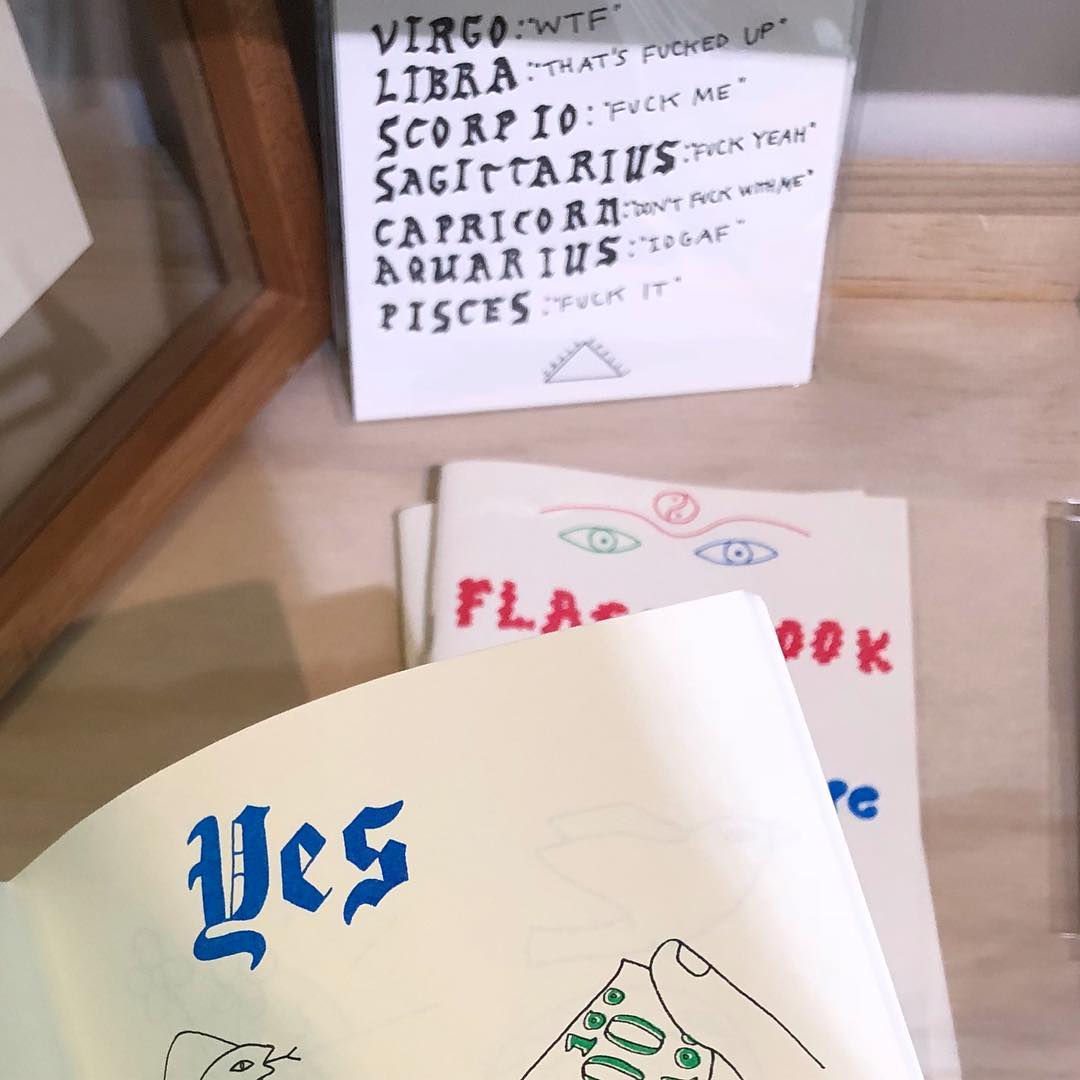 VIRGO: "WTF"
LIBRA: "THAT'S FUCKED UP"
SCORPIO: "FUCK ME"
SAGITTARIUS: "FUCK YEAH"
CAPRICORN: "DON'T FUCK WITH ME"
AQUARIUS: "IDGAF"
PISCES: "FUCK IT"
Yes